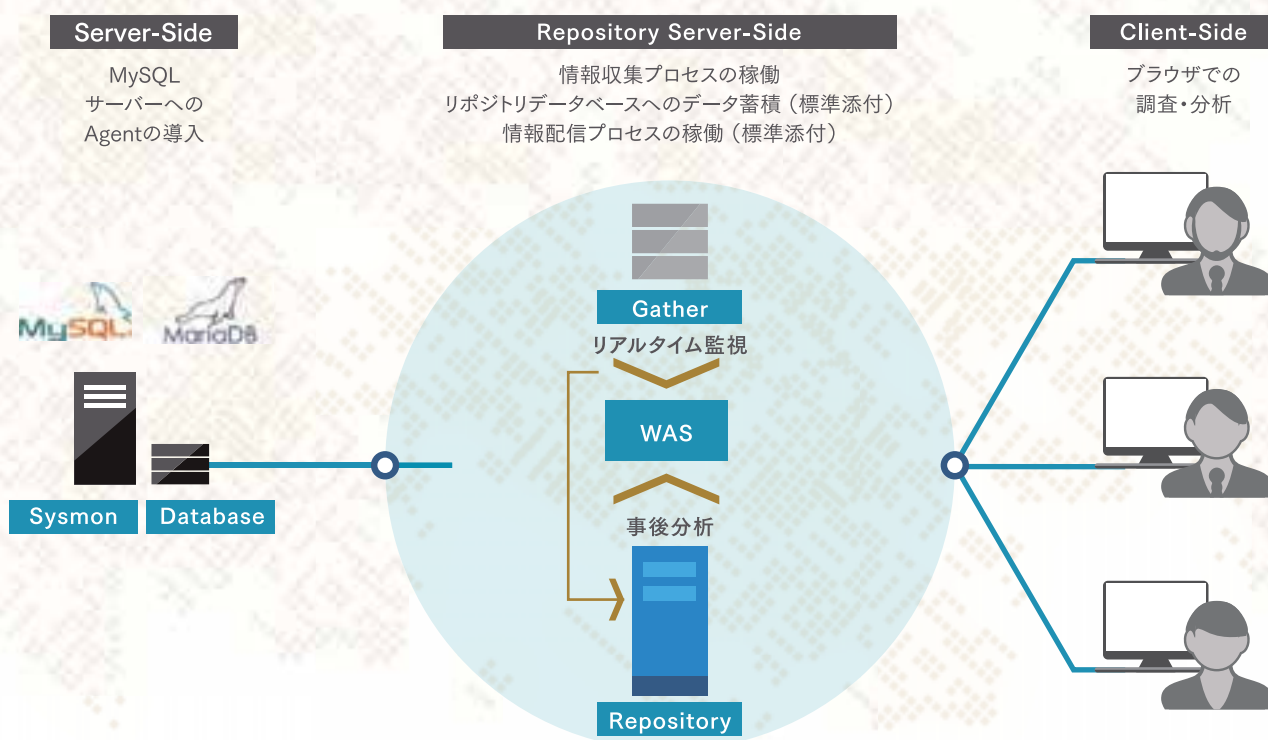 Server-Side
MySQL
サーバーへの
Agentの導入
Repository Server-Side
情報収集プロセスの稼働
リポジトリデータベースへのデータ蓄積（標準添付）
情報配信プロセスの稼働（標準添付）
Client-Side
ブラウザでの
調査・分析
MySQL
MariaDB
Sysmon
Database
Gather
リアルタイム監視
WAS
事後分析
Repository